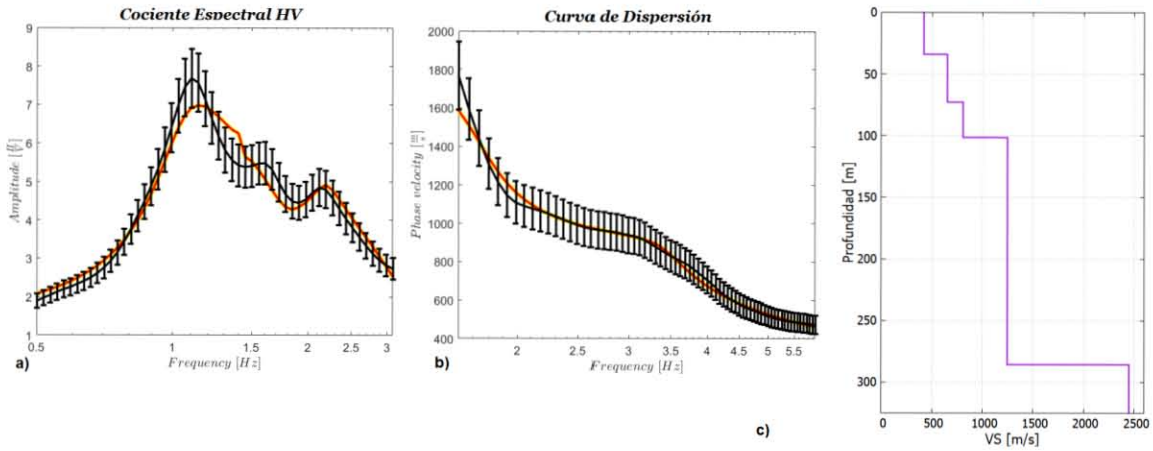 Cociente Espectral HV
9
8
7
6
5
4
3
2
1
Amplitude [H/V]
0.5 1 1.5 2 2.5 3
Frequency [Hz]
a)
Curva de Dispersión
2000
1800
1600
1400
1200
1000
800
600
400
Phase velocity [m/s]
2 2.5 3 3.5 4 4.5 5 5.5
Frequency [Hz]
b)
0
50
100
150
200
250
300
Profundidad [m]
0 500 1000 1500 2000 2500
VS [m/s]
c)